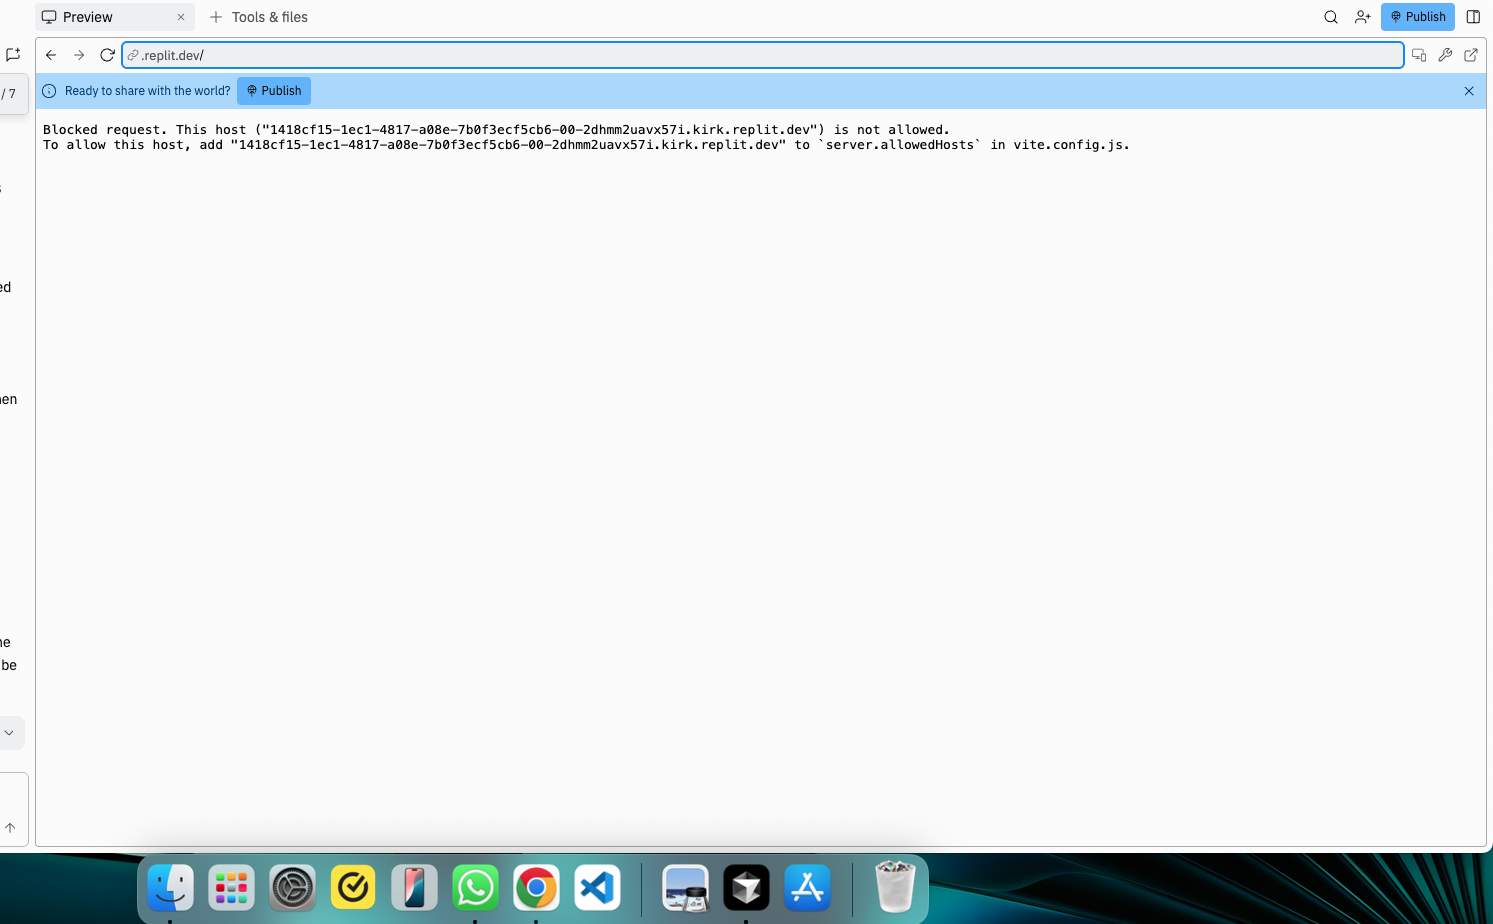 Preview
Tools & files
Publish
.replit.dev/
/ 7
Ready to share with the world?
Publish
Blocked request. This host ("1418cf15-1ec1-4817-a08e-7b0f3ecf5cb6-00-2dhmm2uavx57i.kirk.replit.dev") is not allowed.
To allow this host, add "1418cf15-1ec1-4817-a08e-7b0f3ecf5cb6-00-2dhmm2uavx57i.kirk.replit.dev" to `server.allowedHosts` in vite.config.js.
s
ed
be